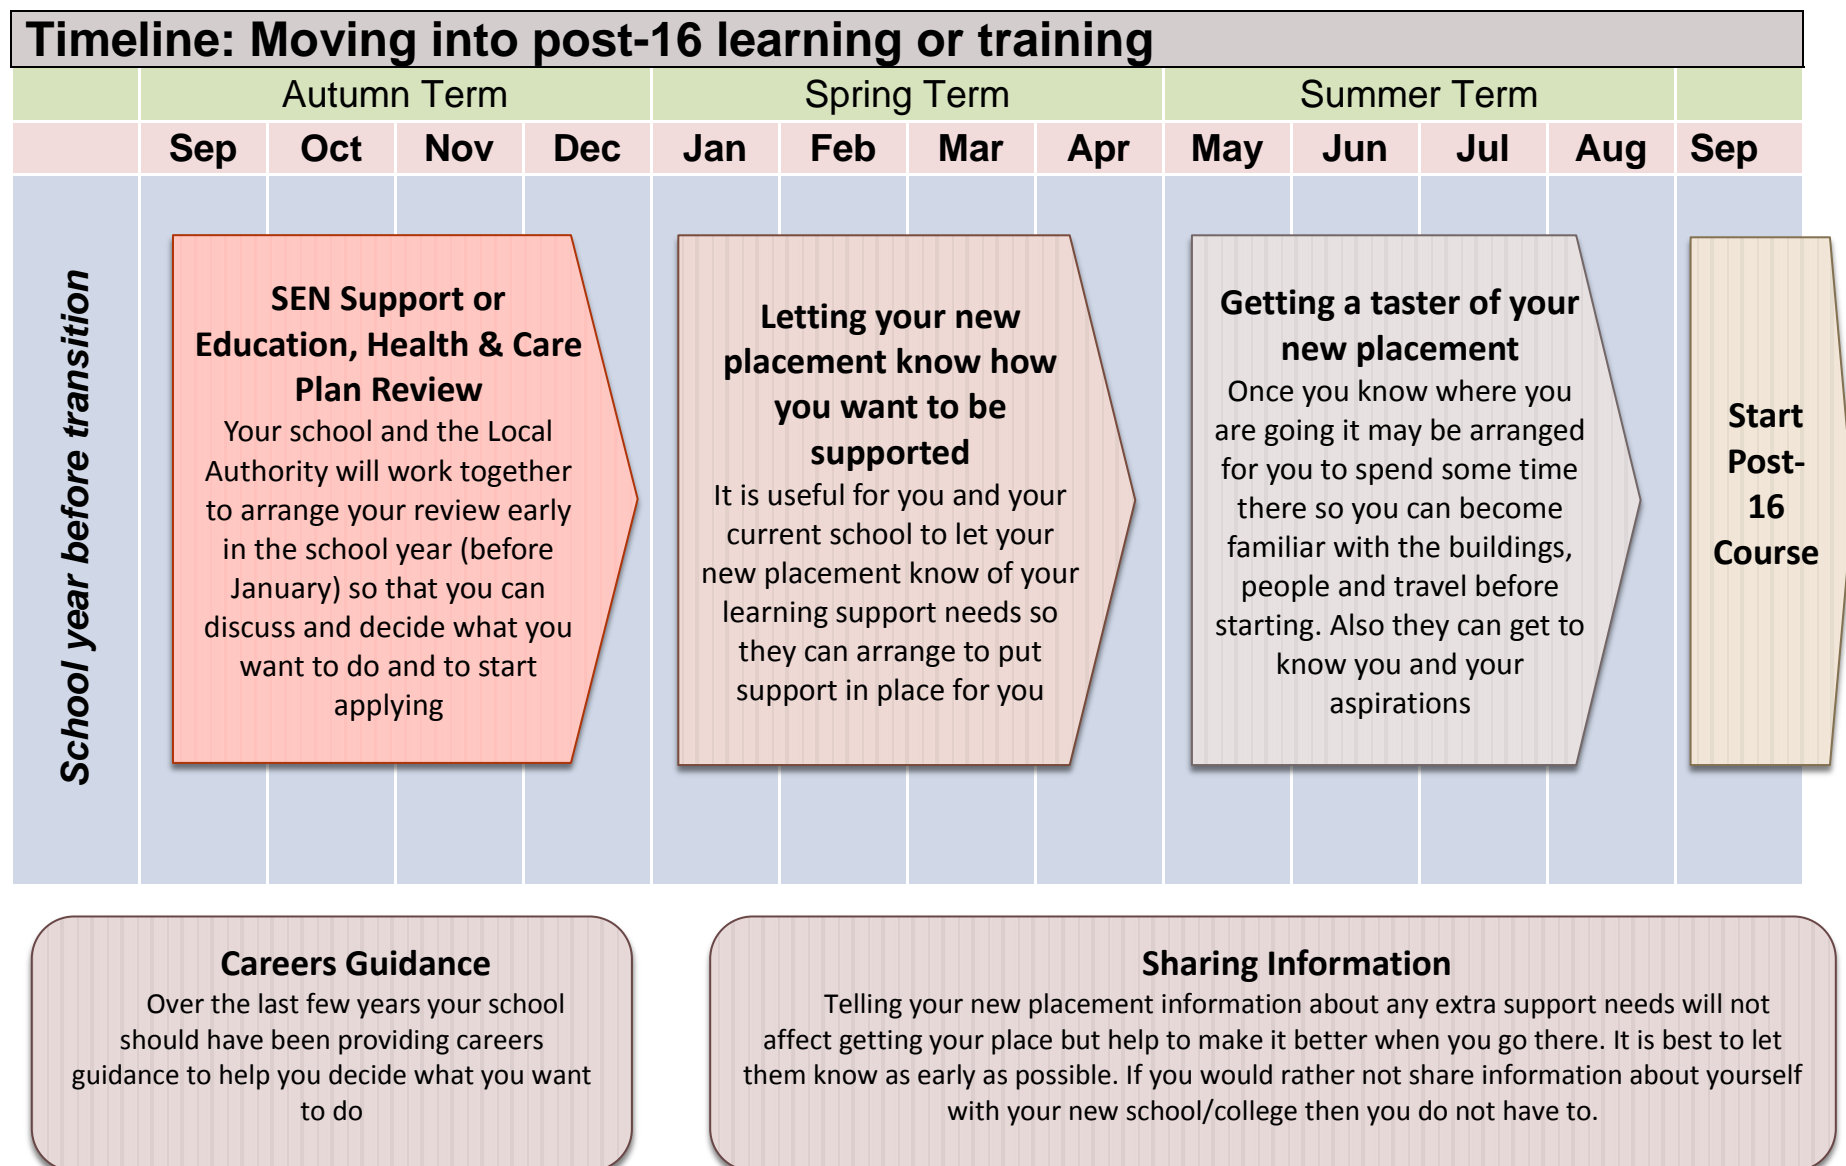 Timeline: Moving into post-16 learning or training
Autumn Term
Spring Term
Summer Term
Sep
Oct
Nov
Dec
Jan
Feb
Mar
Apr
May
Jun
Jul
Aug
Sep
School year before transition
SEN Support or
Education, Health & Care
Plan Review
Your school and the Local
Authority will work together
to arrange your review early
in the school year (before
January) so that you can
discuss and decide what you
want to do and to start
applying
Letting your new
placement know how
you want to be
supported
It is useful for you and your
current school to let your
new placement know of your
learning support needs so
they can arrange to put
support in place for you
Getting a taster of your
new placement
Once you know where you
are going it may be arranged
for you to spend some time
there so you can become
familiar with the buildings,
people and travel before
starting. Also they can get to
know you and your
aspirations
Start
Post-
16
Course
Careers Guidance
Over the last few years your school
should have been providing careers
guidance to help you decide what you want
to do
Sharing Information
Telling your new placement information about any extra support needs will not
affect getting your place but help to make it better when you go there. It is best to let
them know as early as possible. If you would rather not share information about yourself
with your new school/college then you do not have to.